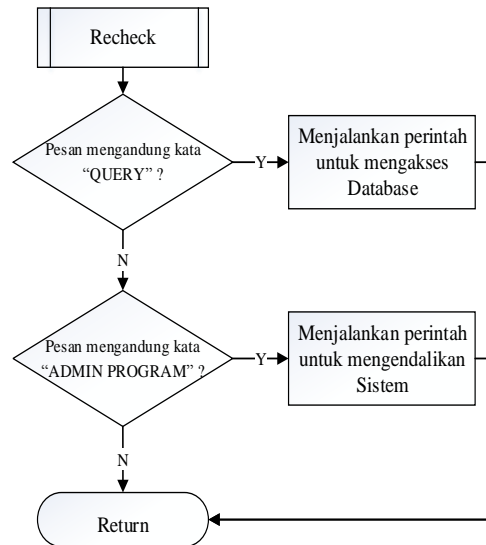 Recheck
Pesan mengandung kata
“QUERY” ?
Y
Menjalankan perintah
untuk mengakses
Database
N
Pesan mengandung kata
“ADMIN PROGRAM” ?
Y
Menjalankan perintah
untuk mengendalikan
Sistem
N
Return